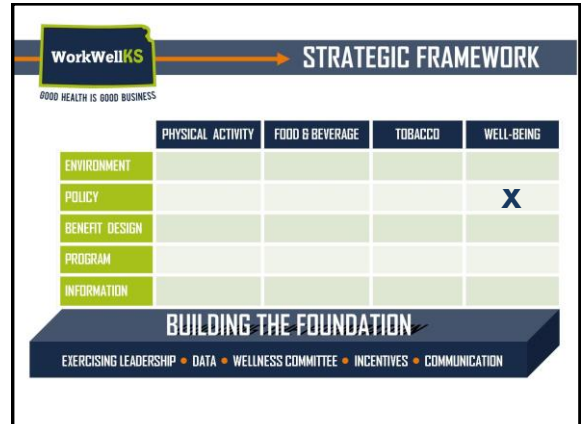 WorkWellKS
GOOD HEALTH IS GOOD BUSINESS
STRATEGIC FRAMEWORK
PHYSICAL ACTIVITY FOOD & BEVERAGE TOBACCO WELL-BEING
ENVIRONMENT
POLICY X
BENEFIT DESIGN
PROGRAM
INFORMATION
BUILDING THE FOUNDATION
EXERCISING LEADERSHIP • DATA • WELLNESS COMMITTEE • INCENTIVES • COMMUNICATION